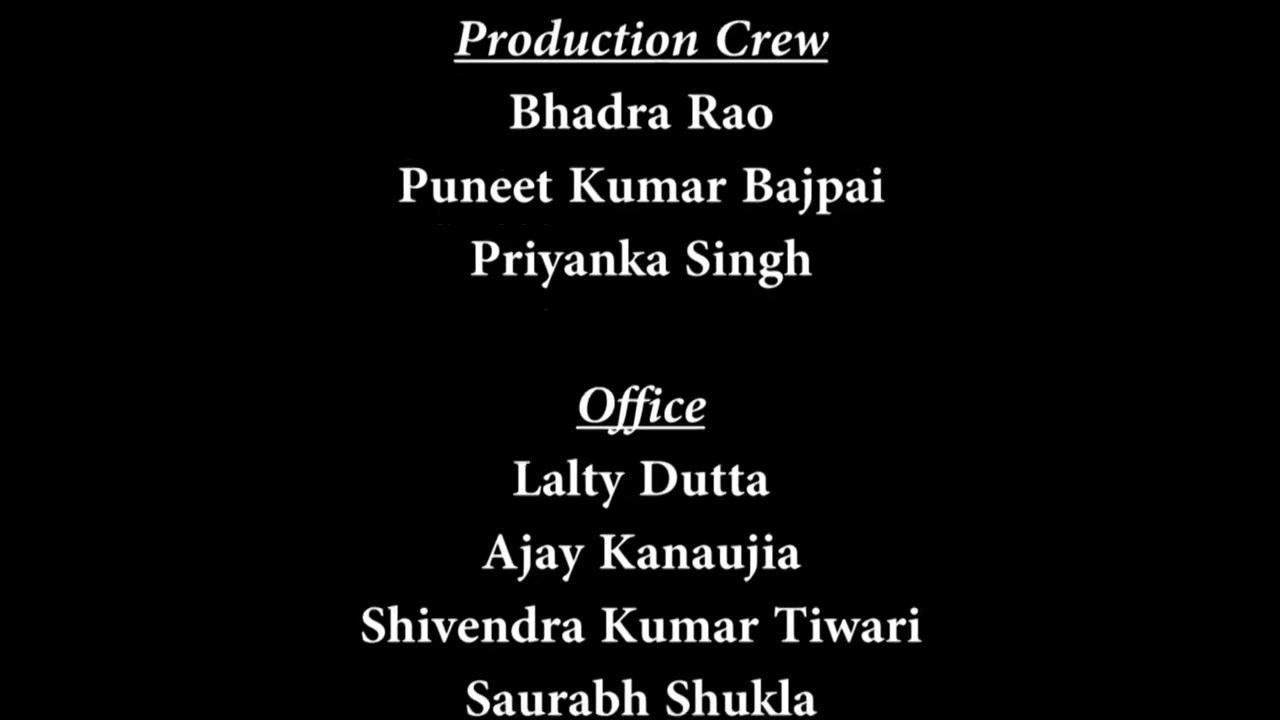 Production Crew
Bhadra Rao
Puneet Kumar Bajpai
Priyanka Singh
Office
Lalty Dutta
Ajay Kanaujia
Shivendra Kumar Tiwari
Saurabh Shukla